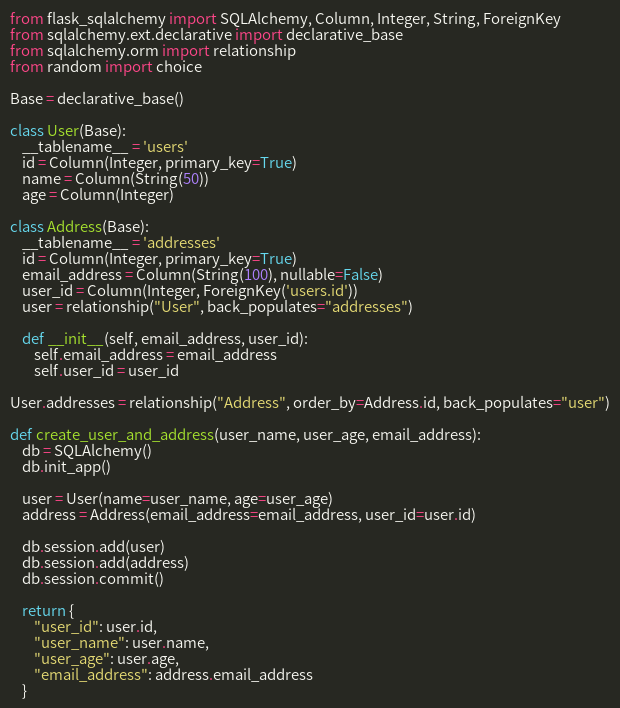 from flask_sqlalchemy import SQLAlchemy, Column, Integer, String, ForeignKey
from sqlalchemy.ext.declarative import declarative_base
from sqlalchemy.orm import relationship
from random import choice

Base = declarative_base()

class User(Base):
    __tablename__ = 'users'
    id = Column(Integer, primary_key=True)
    name = Column(String(50))
    age = Column(Integer)

class Address(Base):
    __tablename__ = 'addresses'
    id = Column(Integer, primary_key=True)
    email_address = Column(String(100), nullable=False)
    user_id = Column(Integer, ForeignKey('users.id'))
    user = relationship("User", back_populates="addresses")

    def __init__(self, email_address, user_id):
        self.email_address = email_address
        self.user_id = user_id

User.addresses = relationship("Address", order_by=Address.id, back_populates="user")

def create_user_and_address(user_name, user_age, email_address):
    db = SQLAlchemy()
    db.init_app()

    user = User(name=user_name, age=user_age)
    address = Address(email_address=email_address, user_id=user.id)

    db.session.add(user)
    db.session.add(address)
    db.session.commit()

    return {
        "user_id": user.id,
        "user_name": user.name,
        "user_age": user.age,
        "email_address": address.email_address
    }